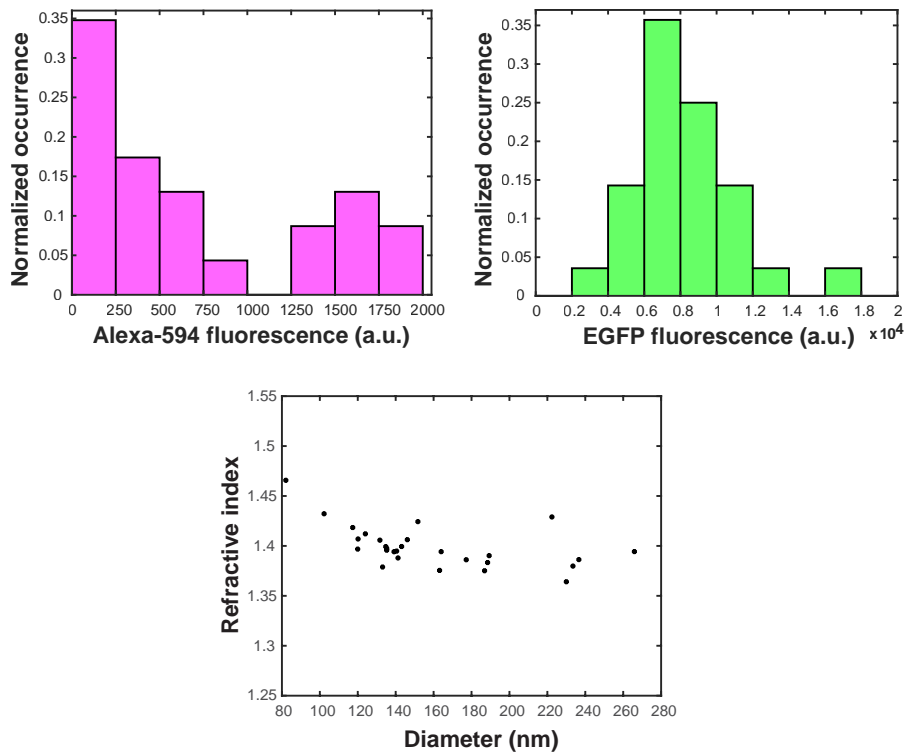 0.35
0.3
0.25
0.2
0.15
0.1
0.05
0
Normalized occurrence
0 250 500 750 1000 1250 1500 1750 2000
Alexa-594 fluorescence (a.u.)
0.35
0.3
0.25
0.2
0.15
0.1
0.05
0
Normalized occurrence
0 0.2 0.4 0.6 0.8 1 1.2 1.4 1.6 1.8 2
EGFP fluorescence (a.u.) ×10⁴
1.55
1.5
1.45
1.4
1.35
1.3
1.25
Refractive index
80 100 120 140 160 180 200 220 240 260 280
Diameter (nm)